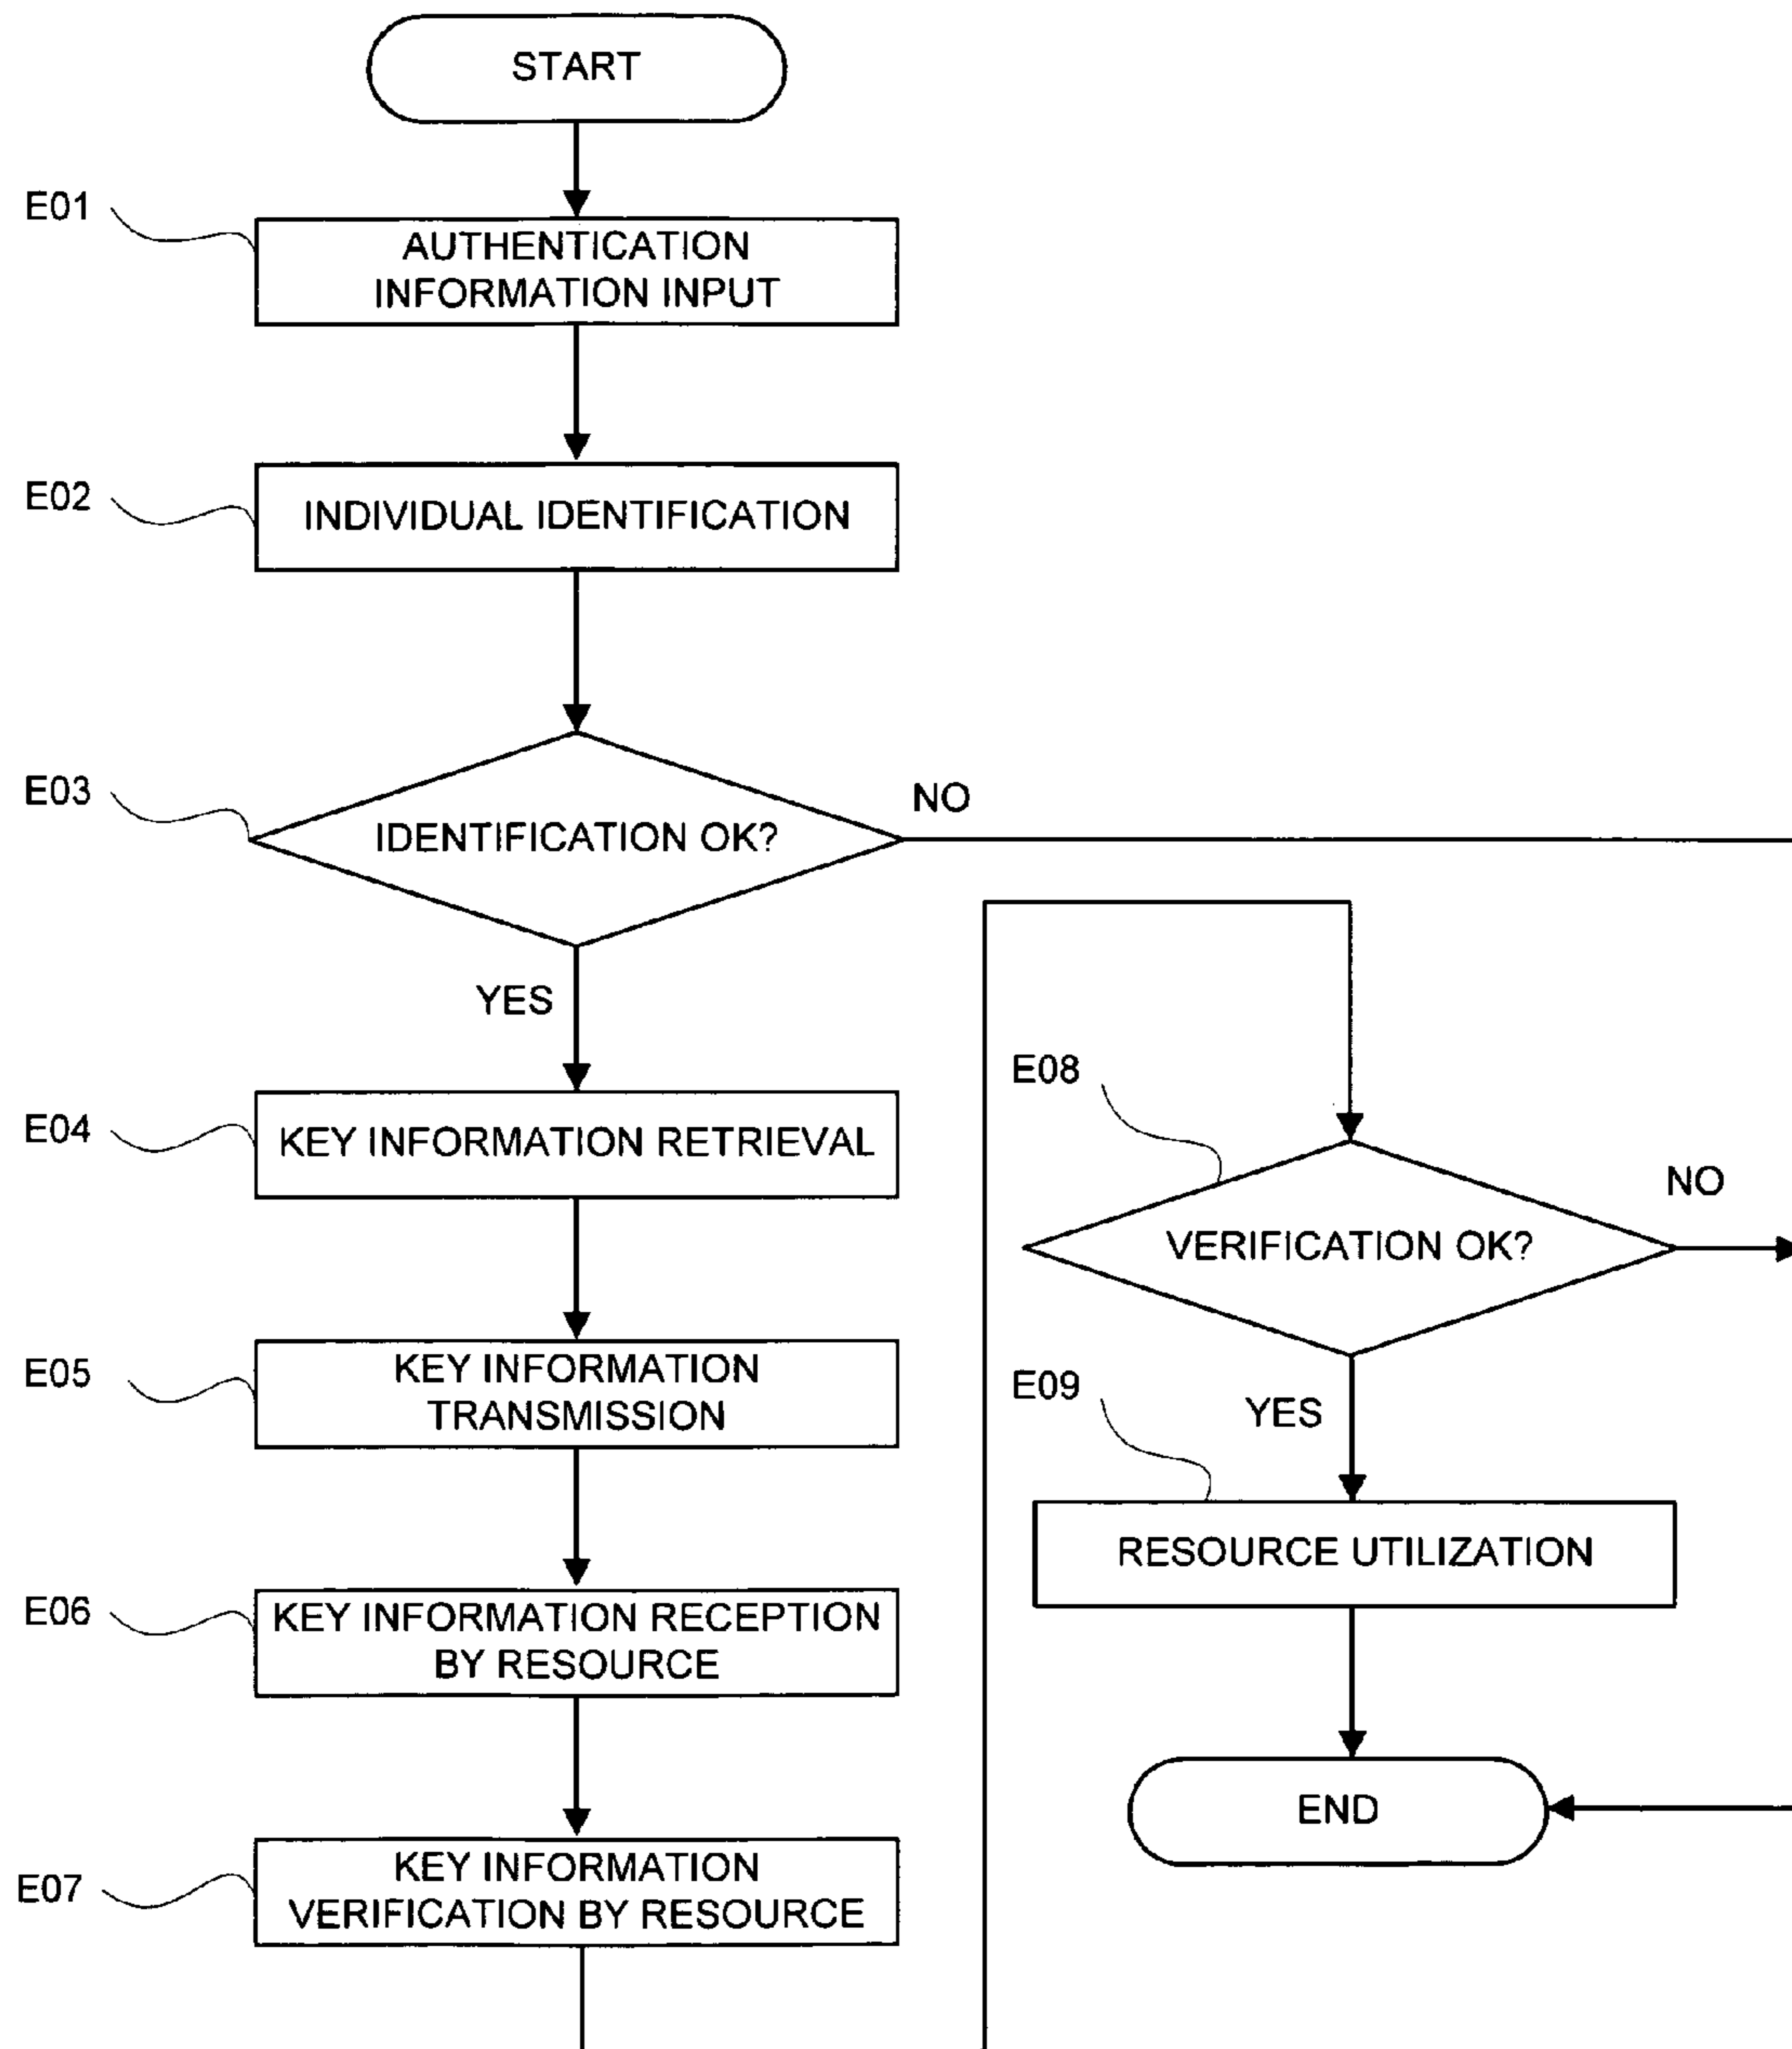 START
E01
AUTHENTICATION
INFORMATION INPUT
E02
INDIVIDUAL IDENTIFICATION
E03
IDENTIFICATION OK?
NO
YES
E04
KEY INFORMATION RETRIEVAL
E05
KEY INFORMATION
TRANSMISSION
E06
KEY INFORMATION RECEPTION
BY RESOURCE
E07
KEY INFORMATION
VERIFICATION BY RESOURCE
E08
VERIFICATION OK?
NO
YES
E09
RESOURCE UTILIZATION
END